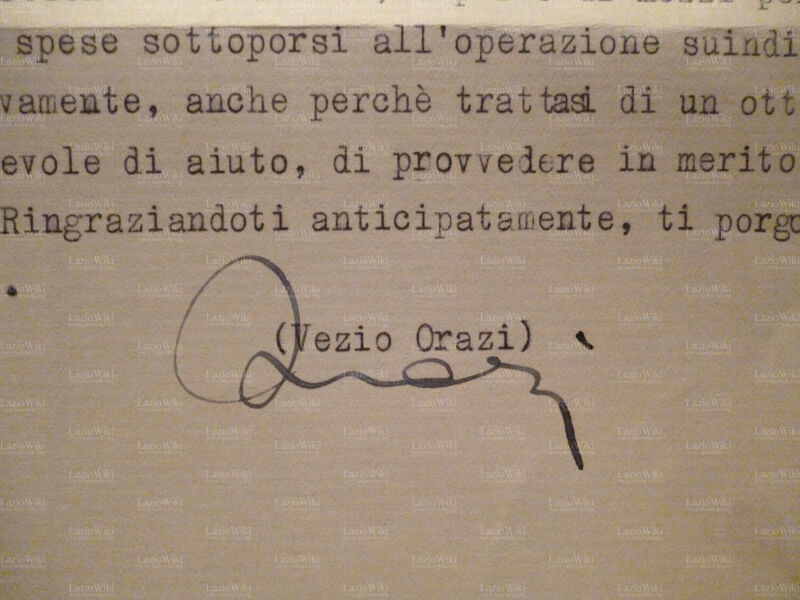 spese sottoporsi all'operazione suindi
vamente, anche perchè trattasi di un ott
evole di aiuto, di provvedere in merito
Ringraziandoti anticipatamente, ti porgo
.
(Vezio Orazi)
Orazi